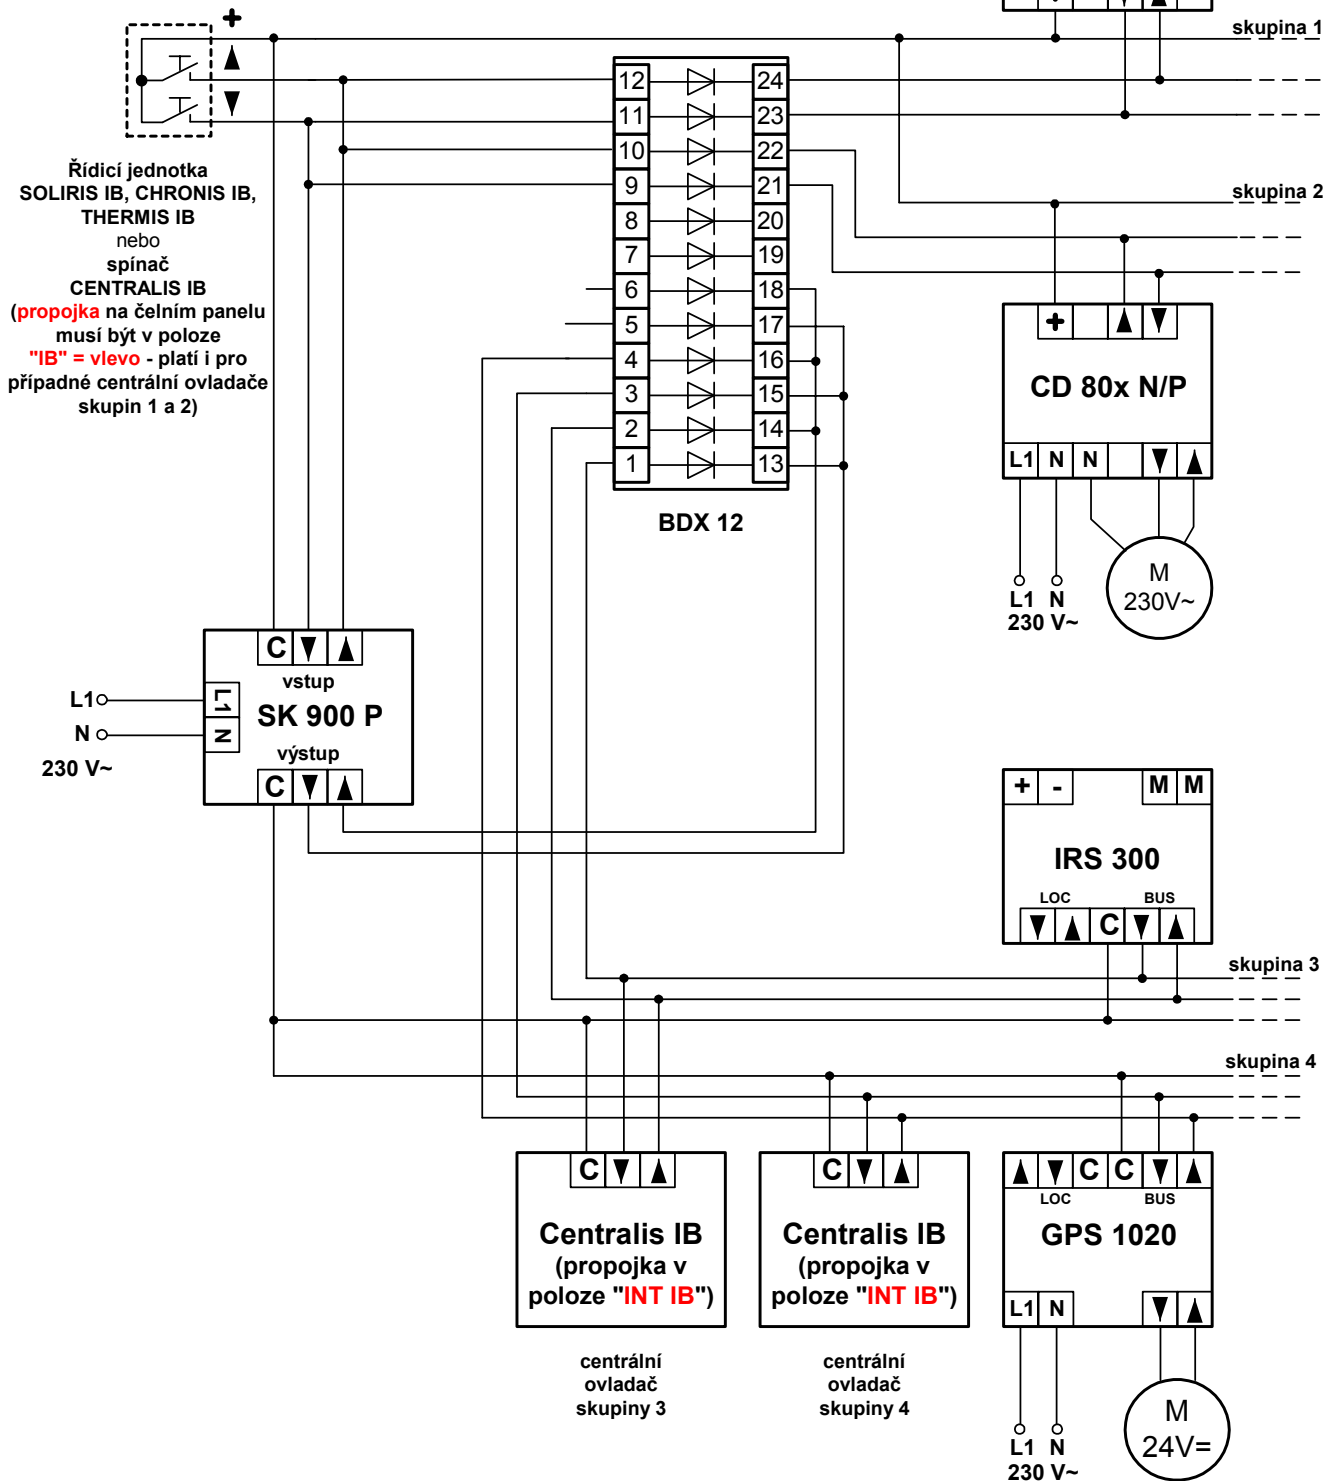 +
skupina 1
12 24
11 23
10 22
9 21
8 20
7 19
6 18
5 17
4 16
3 15
2 14
1 13
BDX 12
Řídicí jednotka
SOLIRIS IB, CHRONIS IB,
THERMIS IB
nebo
spínač
CENTRALIS IB
(propojka na čelním panelu
musí být v poloze
"IB" = vlevo - platí i pro
případné centrální ovladače
skupin 1 a 2)
skupina 2
+
CD 80x N/P
L1 N N
M
230V~
L1 N
230 V~
C
vstup
L1
N
230 V~
L1
N
SK 900 P
výstup
C
+ - M M
IRS 300
LOC BUS
C
skupina 3
skupina 4
C
Centralis IB
(propojka v
poloze "INT IB")
centrální
ovladač
skupiny 3
C
Centralis IB
(propojka v
poloze "INT IB")
centrální
ovladač
skupiny 4
C C
LOC BUS
GPS 1020
L1 N
M
24V=
L1 N
230 V~